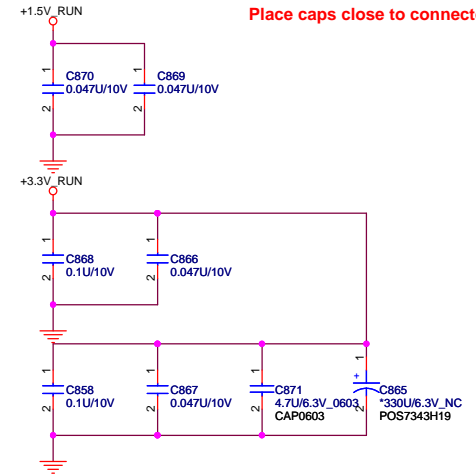 +1.5V_RUN
Place caps close to connect
1
1
C870
0.047U/10V
C869
0.047U/10V
2
2
+3.3V_RUN
1
1
C868
0.1U/10V
C866
0.047U/10V
2
2
1
1
1
1
+
C858
0.1U/10V
C867
0.047U/10V
C871
4.7U/6.3V_0603
CAP0603
C865
*330U/6.3V_NC
POS7343H19
2
2
2
2